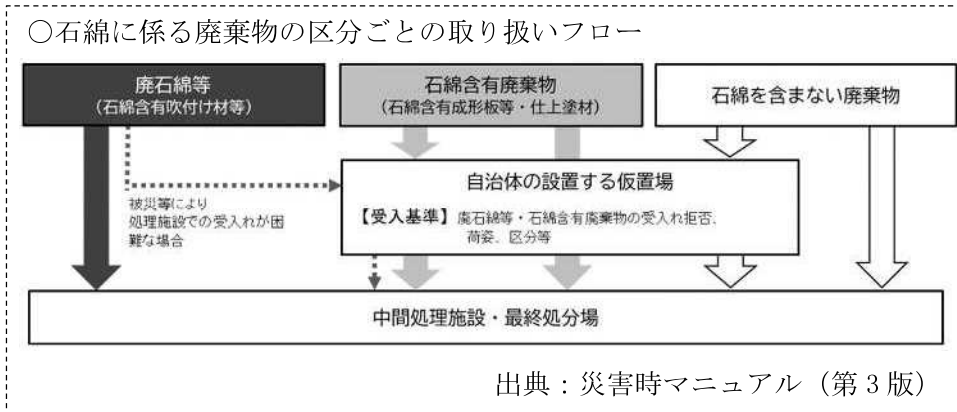 ○石綿に係る廃棄物の区分ごとの取り扱いフロー
廃石綿等
（石綿含有吹付け材等）
石綿含有廃棄物
（石綿含有成形板等・仕上塗材）
石綿を含まない廃棄物
被災等により
処理施設での受入れが困
難な場合
自治体の設置する仮置場
【受入基準】廃石綿等・石綿含有廃棄物の受入れ拒否、
荷姿、区分等
中間処理施設・最終処分場
出典：災害時マニュアル（第3版）